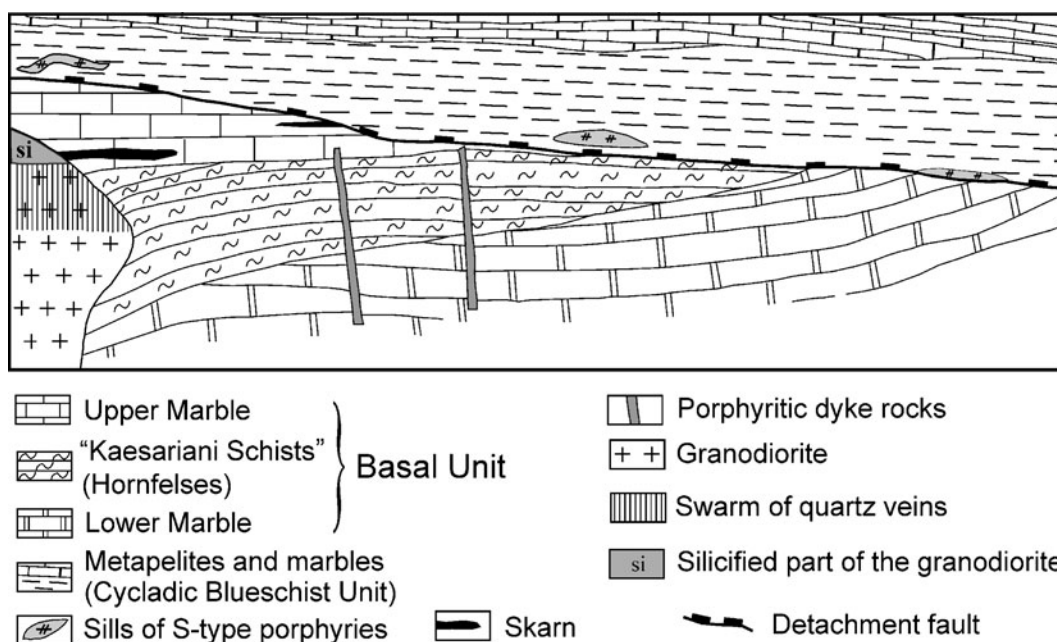 si
Upper Marble
"Kaesariani Schists"
(Hornfelses)
Lower Marble
Basal Unit
Metapelites and marbles
(Cycladic Blueschist Unit)
Sills of S-type porphyries
Skarn
Porphyritic dyke rocks
Granodiorite
Swarm of quartz veins
si Silicified part of the granodiorite
Detachment fault